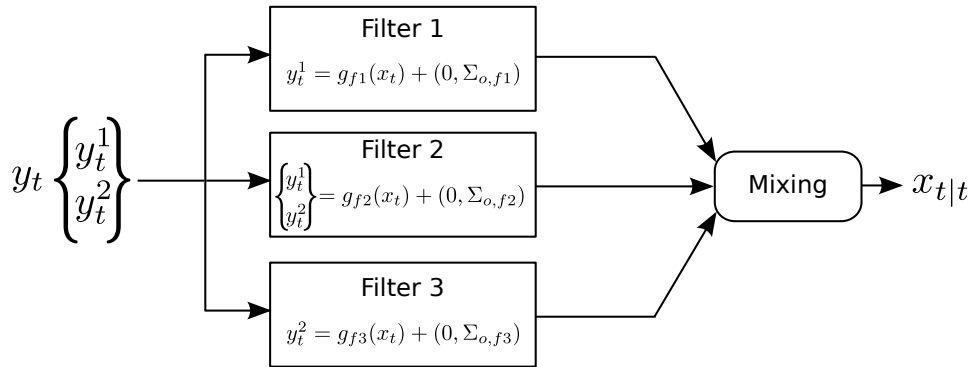 Filter 1
y_t^1 = g_{f1}(x_t) + (0, Σ_{o,f1})
y_t { y_t^1 y_t^2 }
Filter 2
{ y_t^1 y_t^2 } = g_{f2}(x_t) + (0, Σ_{o,f2})
Mixing
x_{t|t}
Filter 3
y_t^2 = g_{f3}(x_t) + (0, Σ_{o,f3})